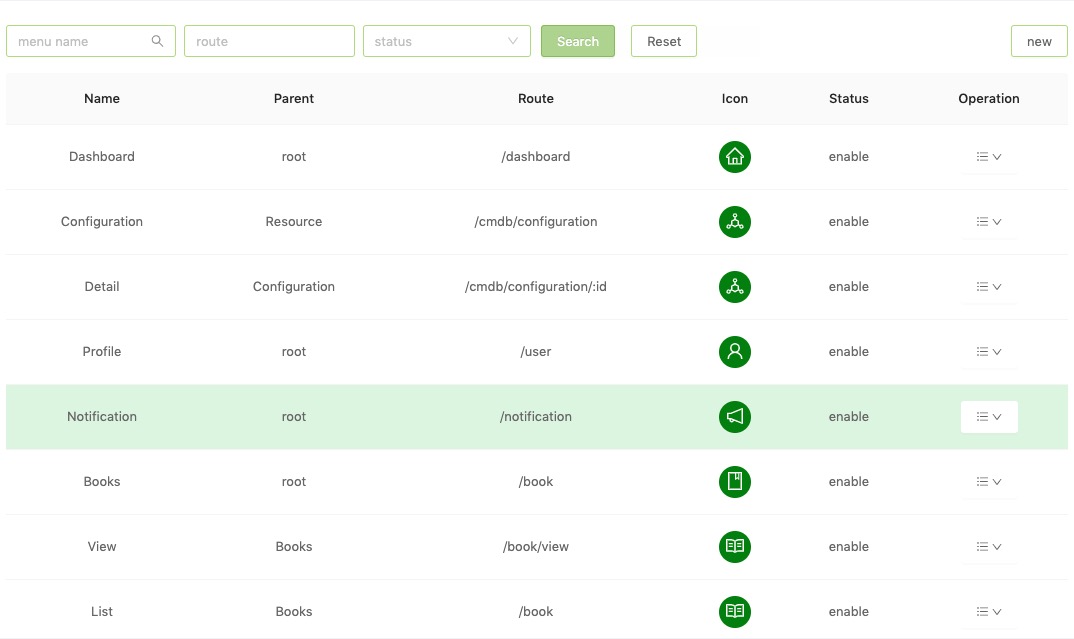 menu name route status Search Reset new
Name Parent Route Icon Status Operation
Dashboard root /dashboard enable
Configuration Resource /cmdb/configuration enable
Detail Configuration /cmdb/configuration/:id enable
Profile root /user enable
Notification root /notification enable
Books root /book enable
View Books /book/view enable
List Books /book enable